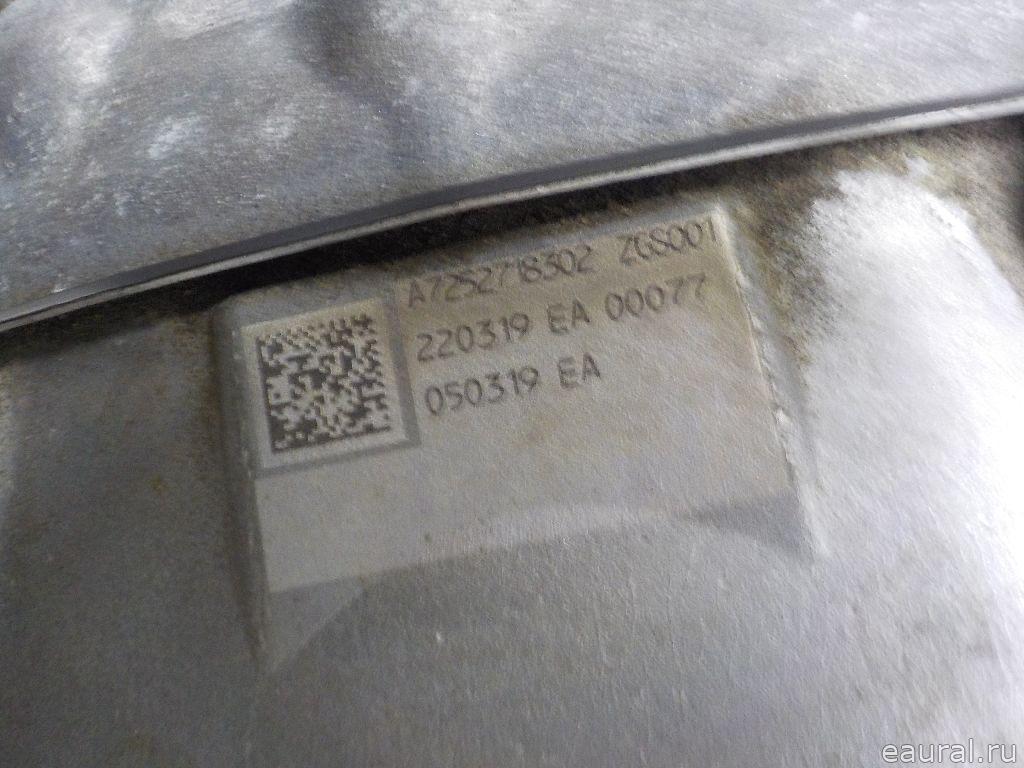 A7252718302 ZGS001
220319 EA 00077
050319 EA
eaural.ru